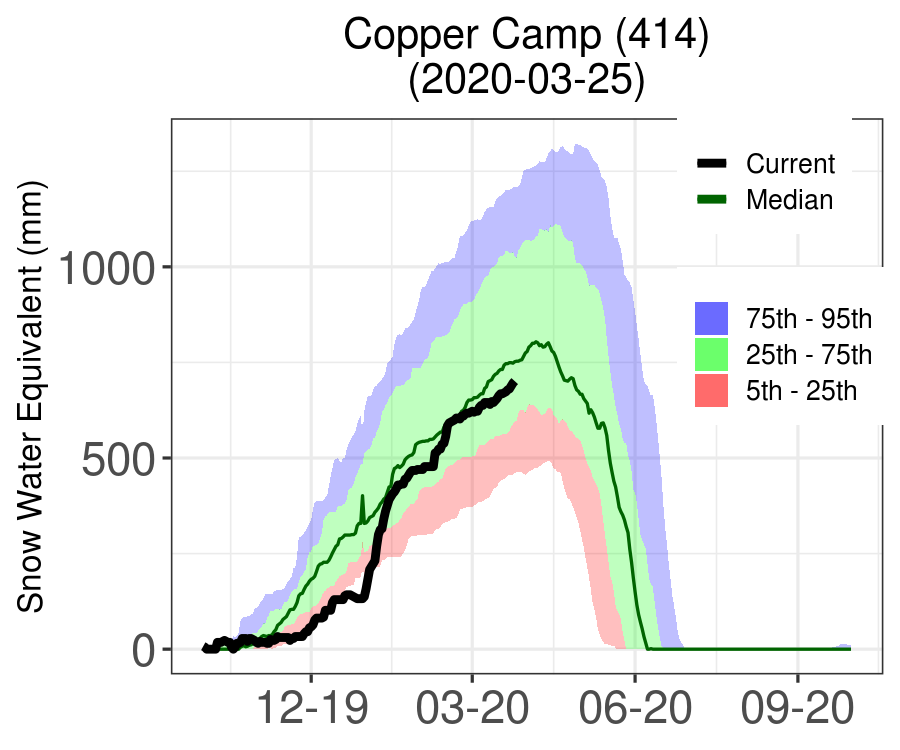 Copper Camp (414)
(2020-03-25)
Snow Water Equivalent (mm)
1000
500
0
12-19
03-20
06-20
09-20
Current
Median
75th - 95th
25th - 75th
5th - 25th